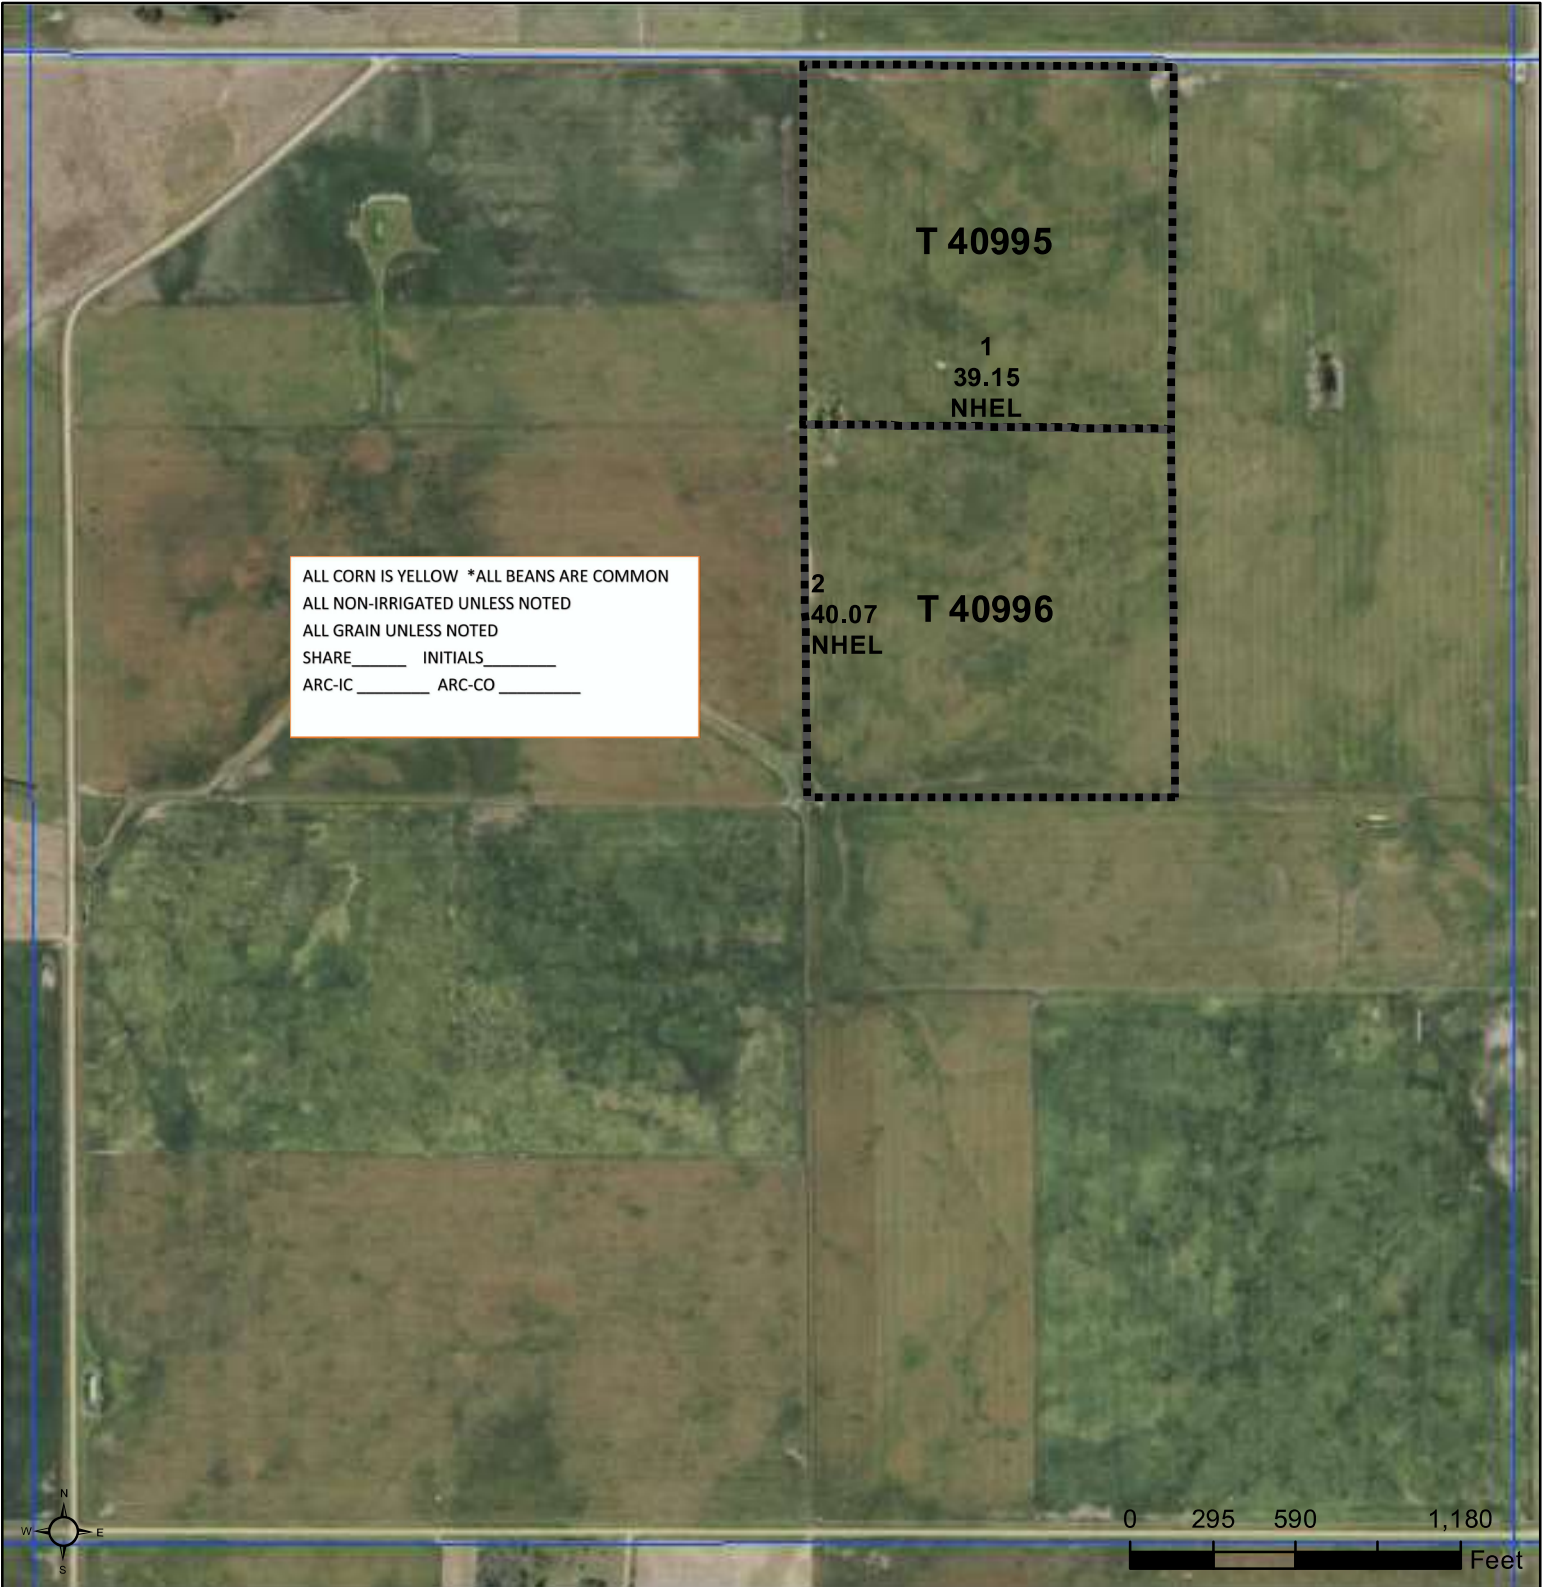 T 40995
1
39.15
NHEL
ALL CORN IS YELLOW *ALL BEANS ARE COMMON
ALL NON-IRRIGATED UNLESS NOTED
ALL GRAIN UNLESS NOTED
SHARE______ INITIALS________
ARC-IC ________ ARC-CO _________
2
40.07
NHEL
T 40996
N
W E
S
0 295 590 1,180
Feet